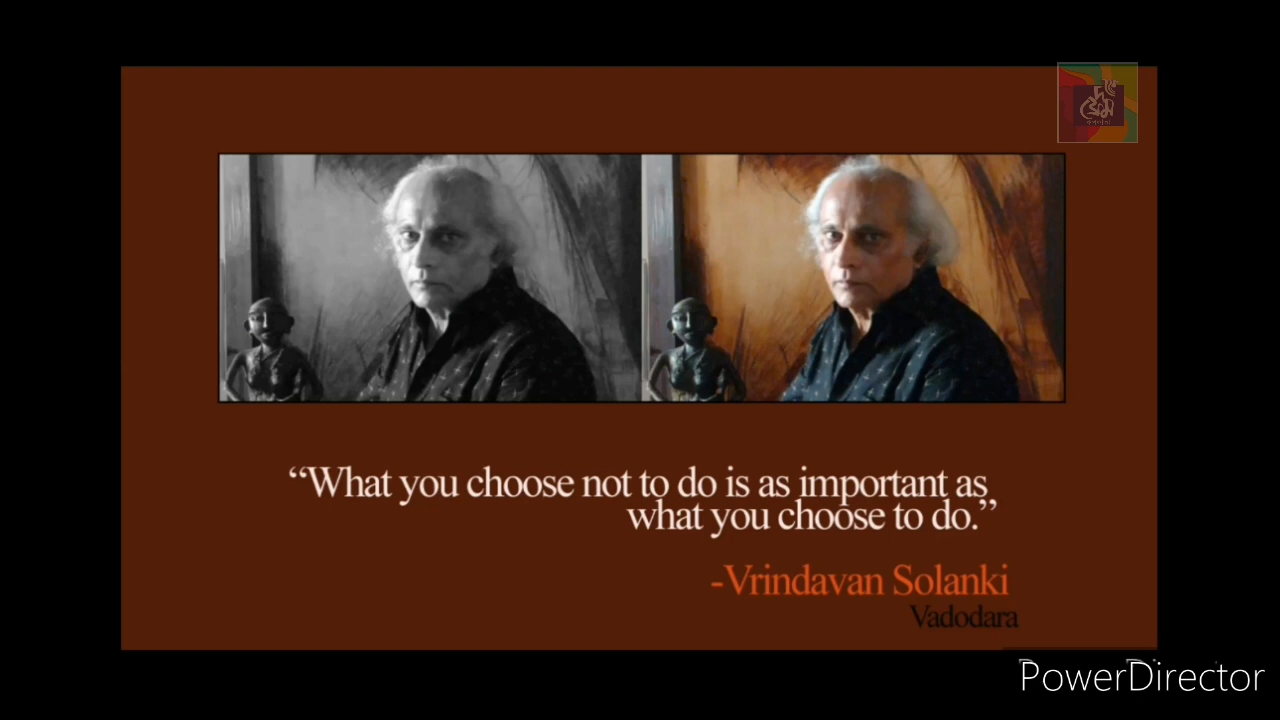 “What you choose not to do is as important as
what you choose to do.”
-Vrindavan Solanki
Vadodara
PowerDirector